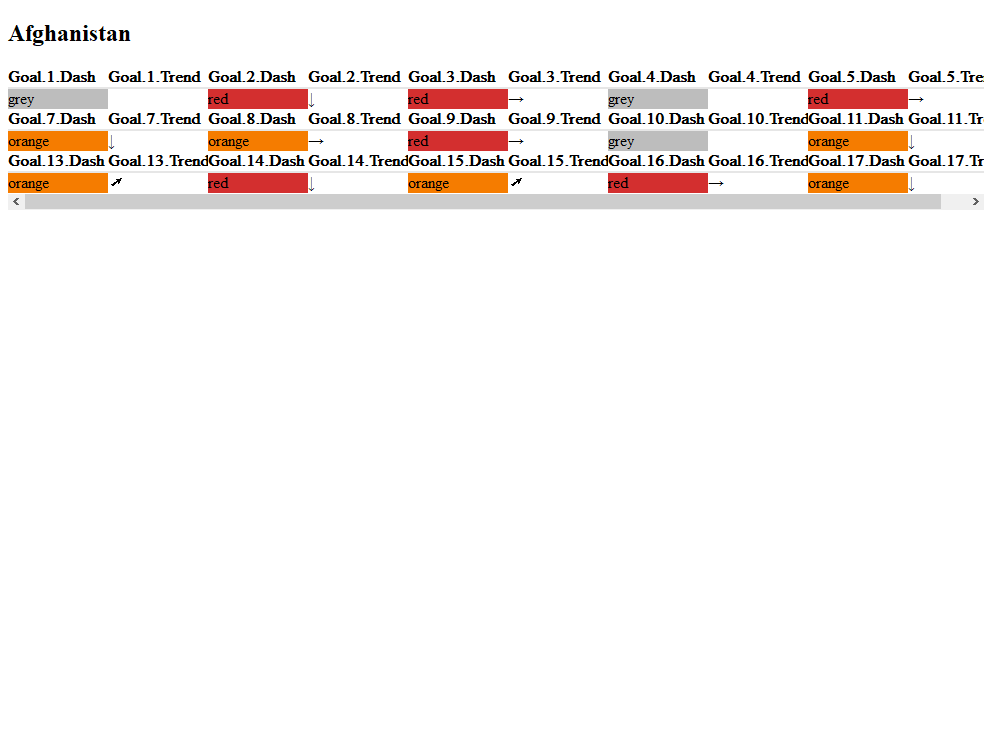 Afghanistan
Goal.1.Dash Goal.1.Trend Goal.2.Dash Goal.2.Trend Goal.3.Dash Goal.3.Trend Goal.4.Dash Goal.4.Trend Goal.5.Dash Goal.5.Tre
grey red ↓ red → grey red →
Goal.7.Dash Goal.7.Trend Goal.8.Dash Goal.8.Trend Goal.9.Dash Goal.9.Trend Goal.10.Dash Goal.10.Trend Goal.11.Dash Goal.11.Tr
orange ↓ orange → red → grey orange ↓
Goal.13.Dash Goal.13.Trend Goal.14.Dash Goal.14.Trend Goal.15.Dash Goal.15.Trend Goal.16.Dash Goal.16.Trend Goal.17.Dash Goal.17.Tr
orange ➚ red ↓ orange ➚ red → orange ↓